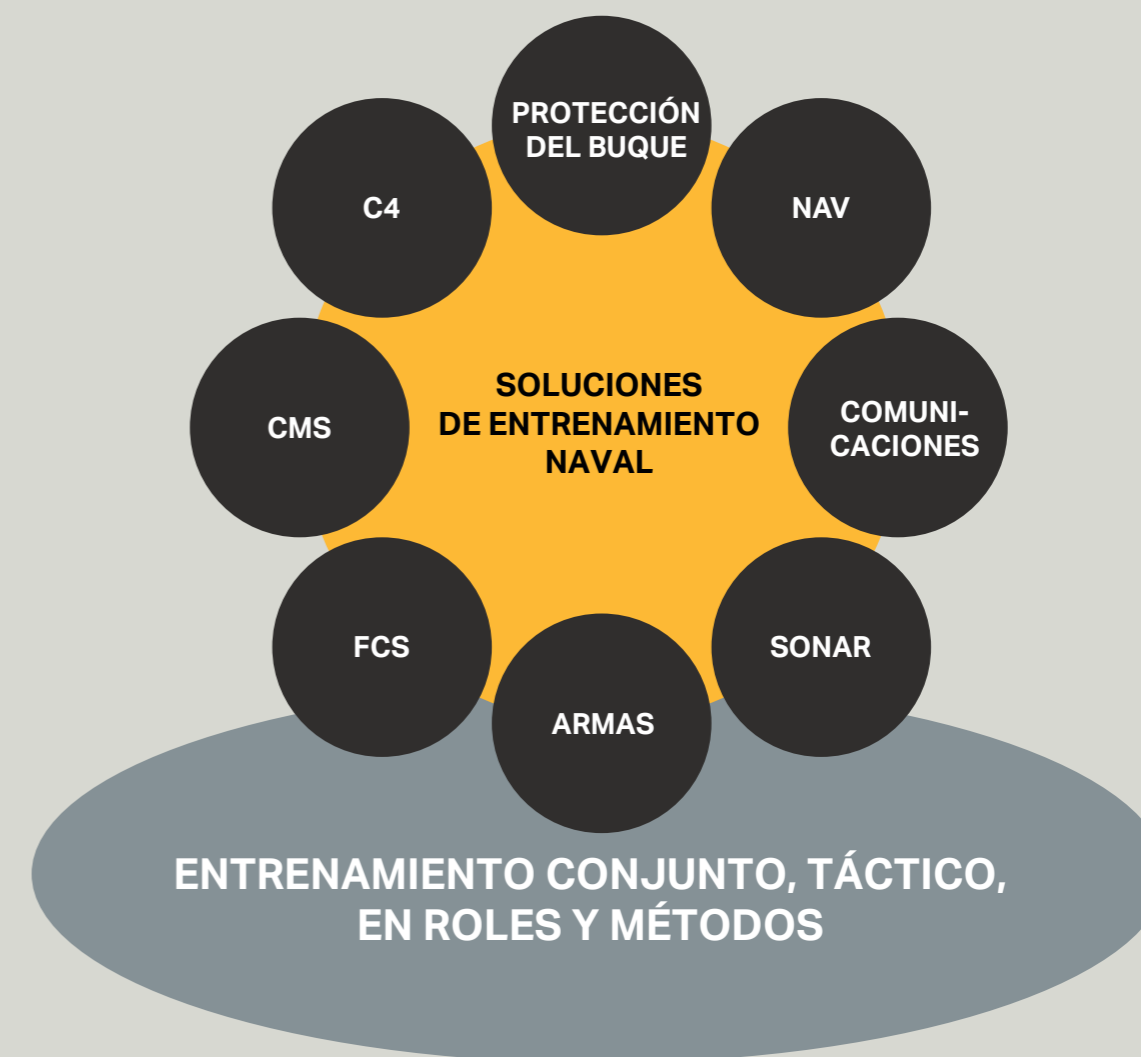 PROTECCIÓN
DEL BUQUE
C4
NAV
SOLUCIONES
DE ENTRENAMIENTO
NAVAL
CMS
COMUNI-
CACIONES
FCS
SONAR
ARMAS
ENTRENAMIENTO CONJUNTO, TÁCTICO,
EN ROLES Y MÉTODOS